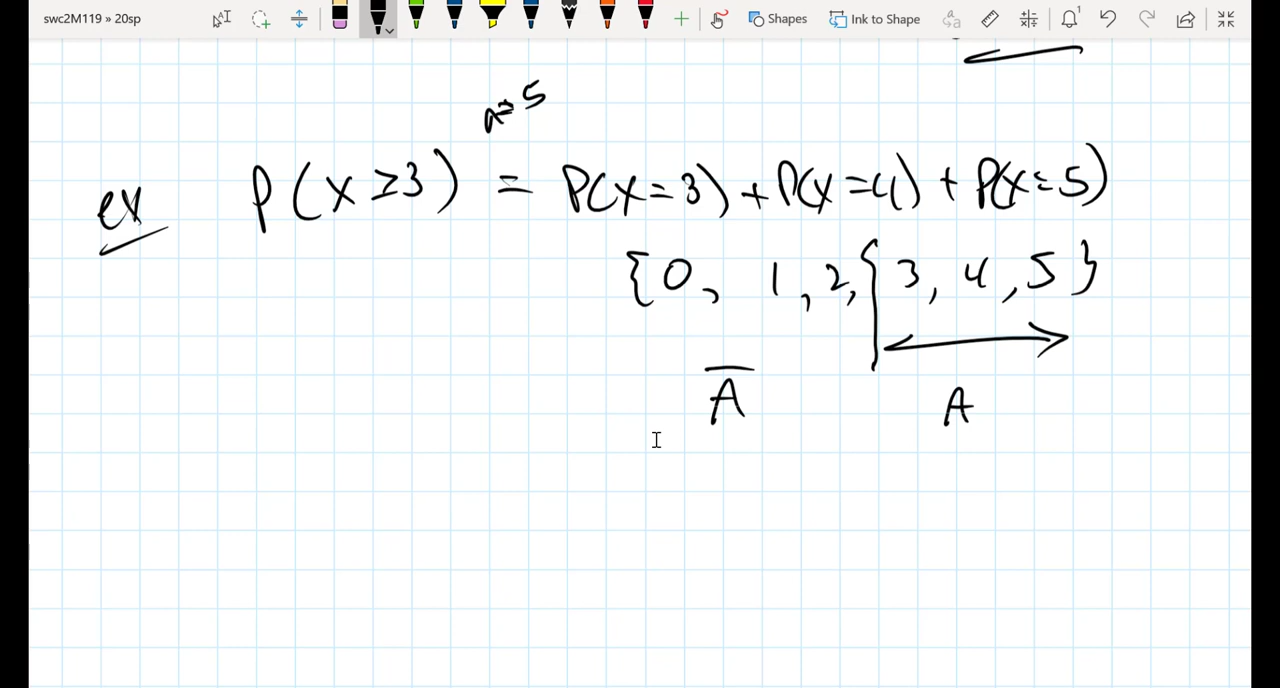 swc2M119 » 20sp Shapes Ink to Shape
n=5
ex P(x≥3) = P(x=3)+P(x=4)+P(x=5)
{0, 1,2,{3,4,5}
A̅ A